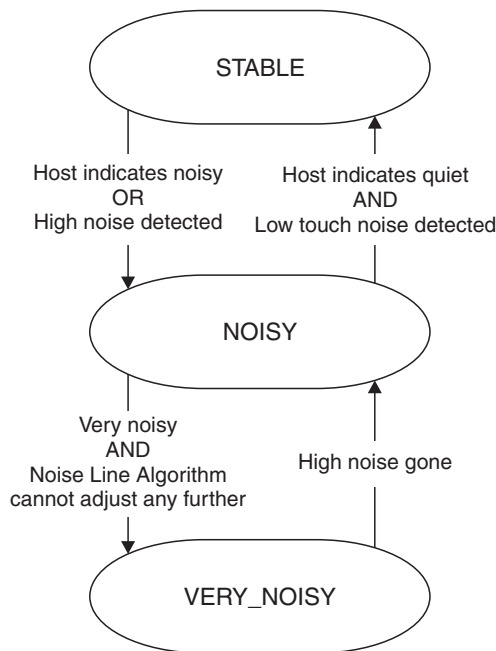 STABLE
Host indicates noisy
OR
High noise detected
Host indicates quiet
AND
Low touch noise detected
NOISY
Very noisy
AND
Noise Line Algorithm
cannot adjust any further
High noise gone
VERY_NOISY